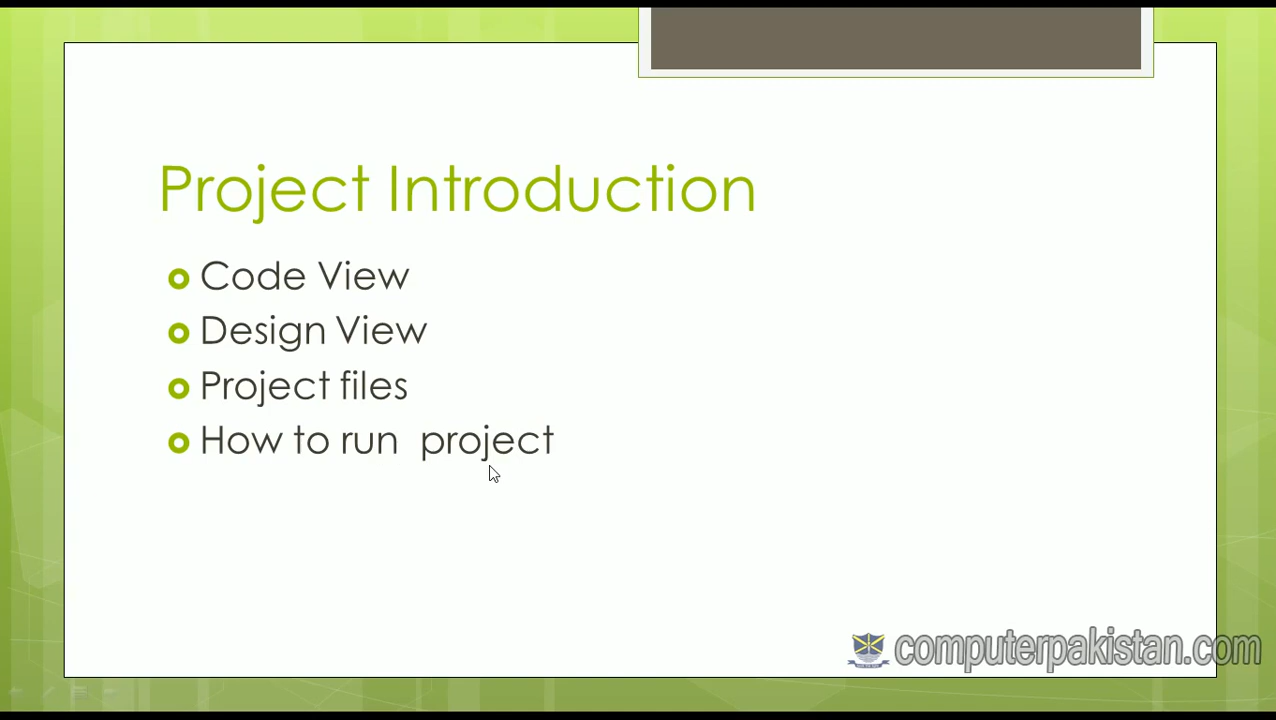 Project Introduction
Code View
Design View
Project files
How to run  project
computerpakistan.com